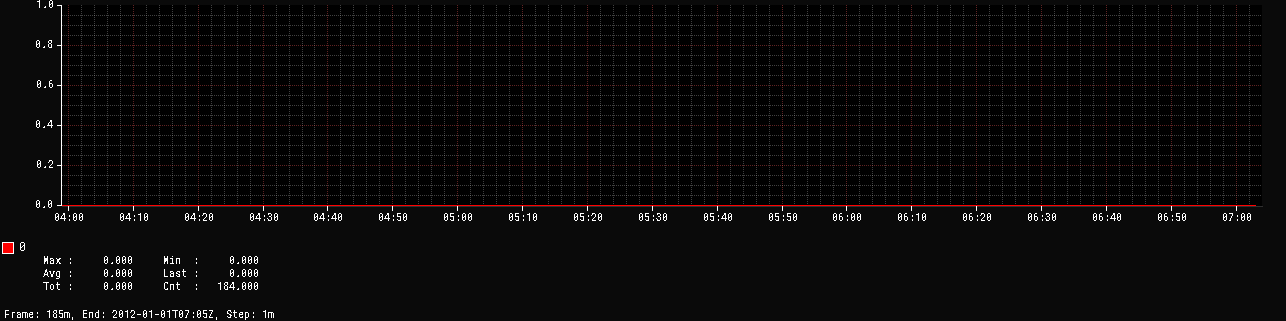 1.0
0.8
0.6
0.4
0.2
0.0
04:00 04:10 04:20 04:30 04:40 04:50 05:00 05:10 05:20 05:30 05:40 05:50 06:00 06:10 06:20 06:30 06:40 06:50 07:00
0
Max : 0.000 Min : 0.000
Avg : 0.000 Last : 0.000
Tot : 0.000 Cnt : 184.000
Frame: 185m, End: 2012-01-01T07:05Z, Step: 1m